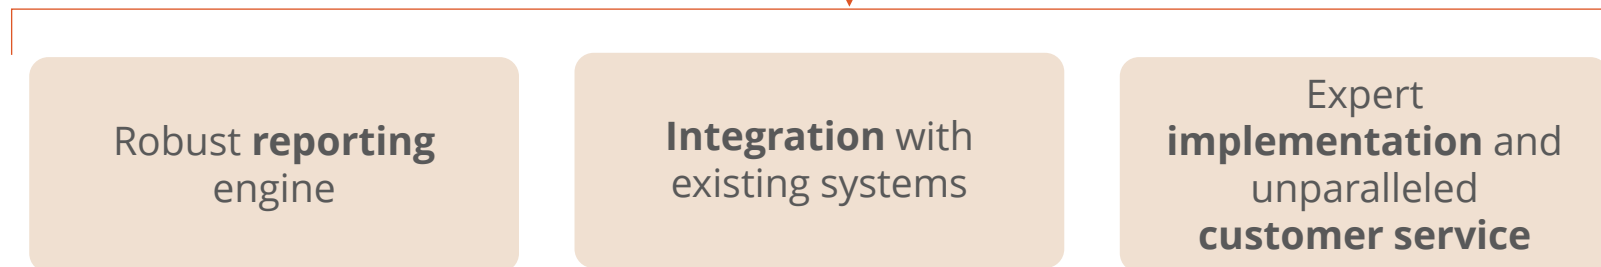 Robust reporting
engine
Integration with
existing systems
Expert
implementation and
unparalleled
customer service